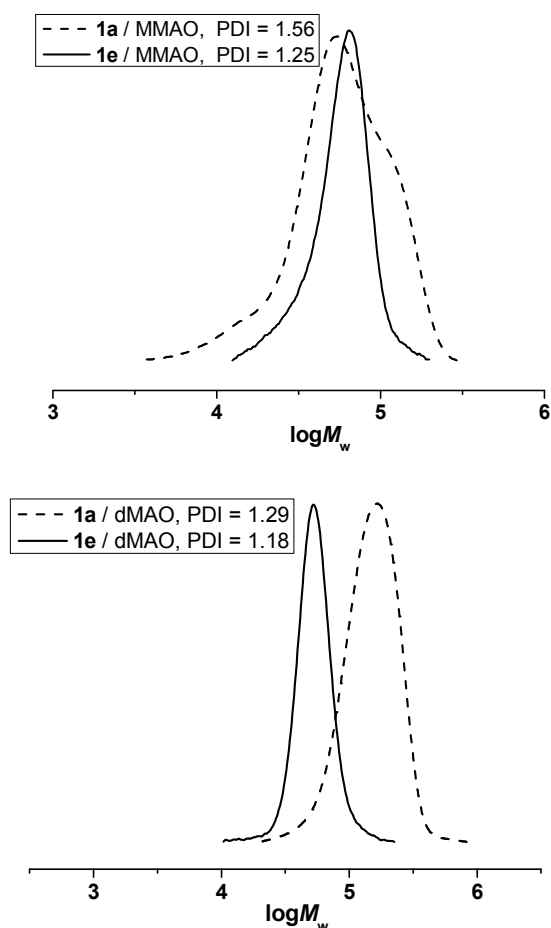 1a / MMAO, PDI = 1.56
1e / MMAO, PDI = 1.25
3 4 5 6
logMw
1a / dMAO, PDI = 1.29
1e / dMAO, PDI = 1.18
3 4 5 6
logMw